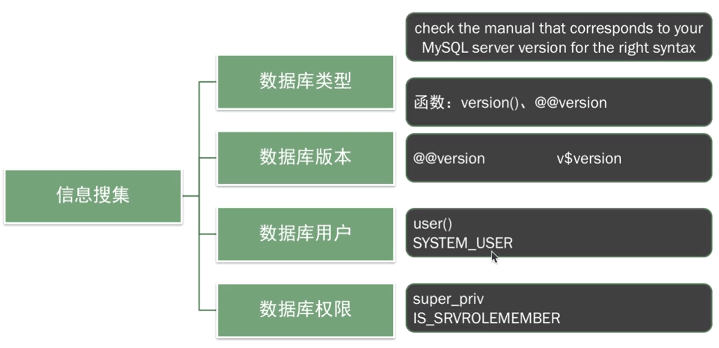 信息搜集
数据库类型
check the manual that corresponds to your
MySQL server version for the right syntax
函数：version()、@@version
数据库版本
@@version v$version
数据库用户
user()
SYSTEM_USER
数据库权限
super_priv
IS_SRVROLEMEMBER